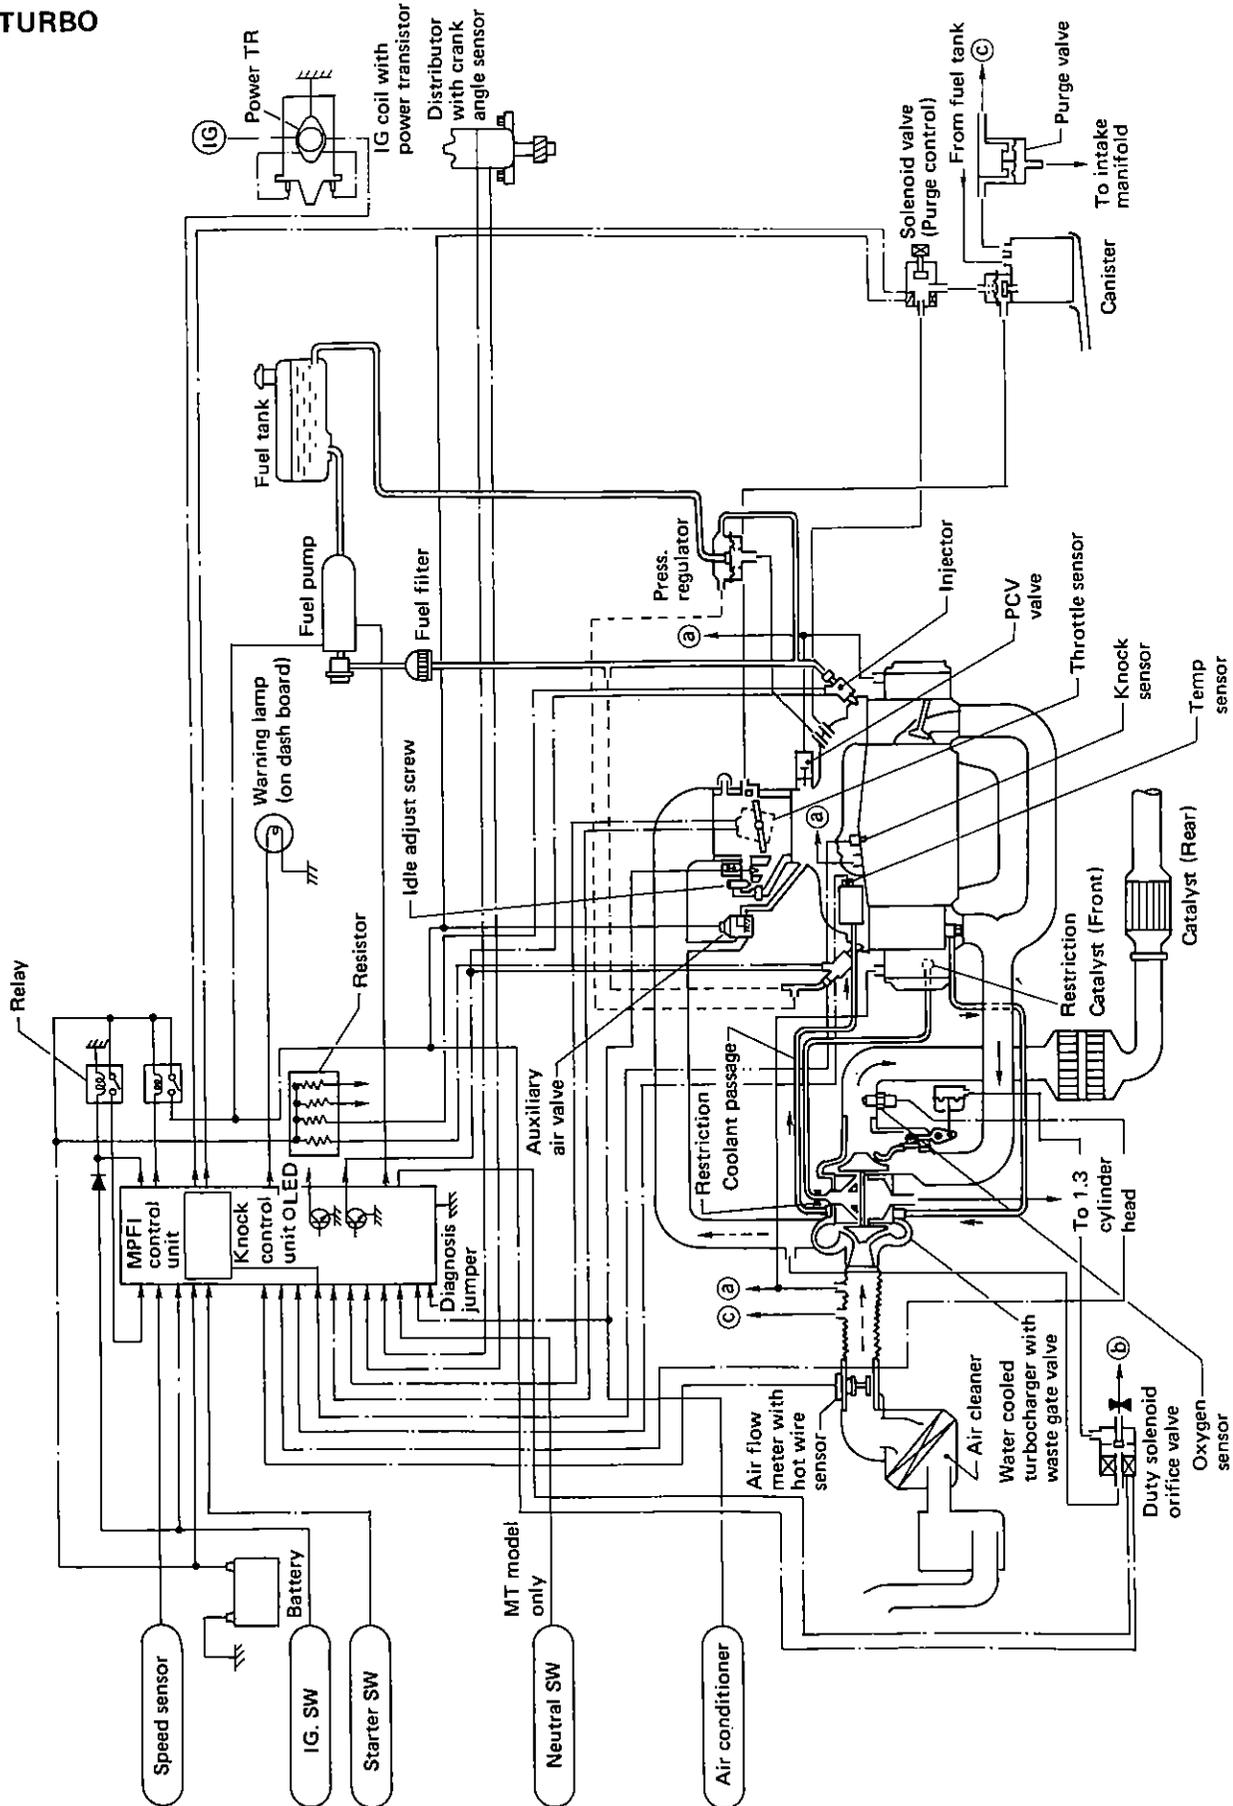 TURBO
Relay
Resistor
Warning lamp
(on dash board)
Fuel pump
Fuel tank
Fuel filter
IG
Power TR
IG coil with
power transistor
Distributor
with crank
angle sensor
MPFI
control
unit
Knock
control
unit
OLED
Diagnosis
jumper
Battery
Speed sensor
IG. SW
Starter SW
Neutral SW
MT model
only
Air conditioner
Idle adjust screw
Auxiliary
air valve
Press.
regulator
a
a
a
c
c
b
Solenoid valve
(Purge control)
From fuel tank
Purge valve
To intake
manifold
Canister
Injector
PCV
valve
Throttle sensor
Knock
sensor
Temp
sensor
Restriction
Coolant passage
Restriction
Catalyst (Front)
Catalyst (Rear)
To 1.3
cylinder
head
Air flow
meter with
hot wire
sensor
Air cleaner
Water cooled
turbocharger with
waste gate valve
Duty solenoid
orifice valve
Oxygen
sensor